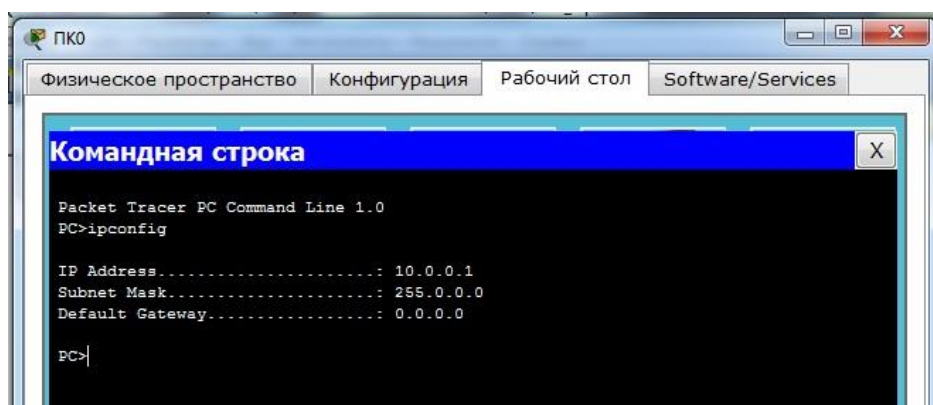 ПК0
Физическое пространство Конфигурация Рабочий стол Software/Services
Командная строка X
Packet Tracer PC Command Line 1.0
PC>ipconfig
IP Address......................: 10.0.0.1
Subnet Mask.....................: 255.0.0.0
Default Gateway.................: 0.0.0.0
PC>